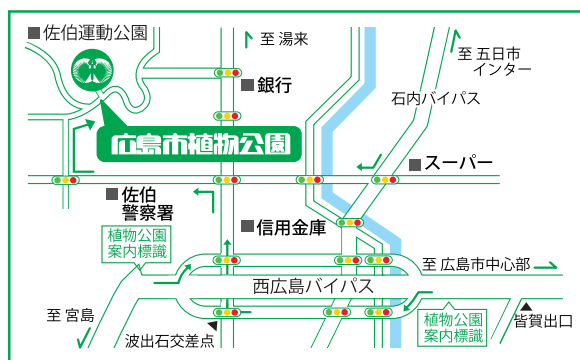 佐伯運動公園
至 湯来
至 五日市
インター
銀行
石内バイパス
広島市植物公園
スーパー
佐伯
警察署
植物公園
案内標識
信用金庫
至 広島市中心部
西広島バイパス
至 宮島
波出石交差点
植物公園
案内標識
皆賀出口